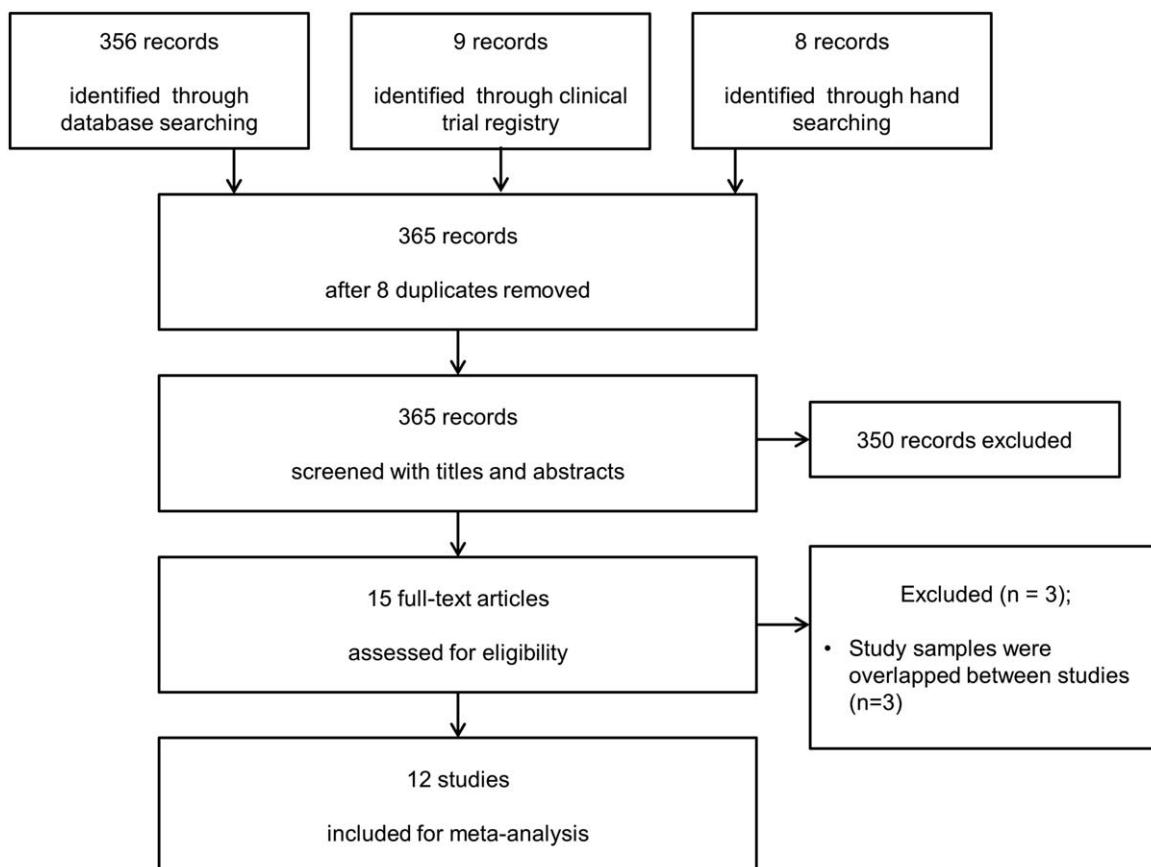 356 records
identified through
database searching
9 records
identified through clinical
trial registry
8 records
identified through hand
searching
365 records
after 8 duplicates removed
365 records
screened with titles and abstracts
350 records excluded
15 full-text articles
assessed for eligibility
Excluded (n = 3);
• Study samples were
overlapped between studies
(n=3)
12 studies
included for meta-analysis